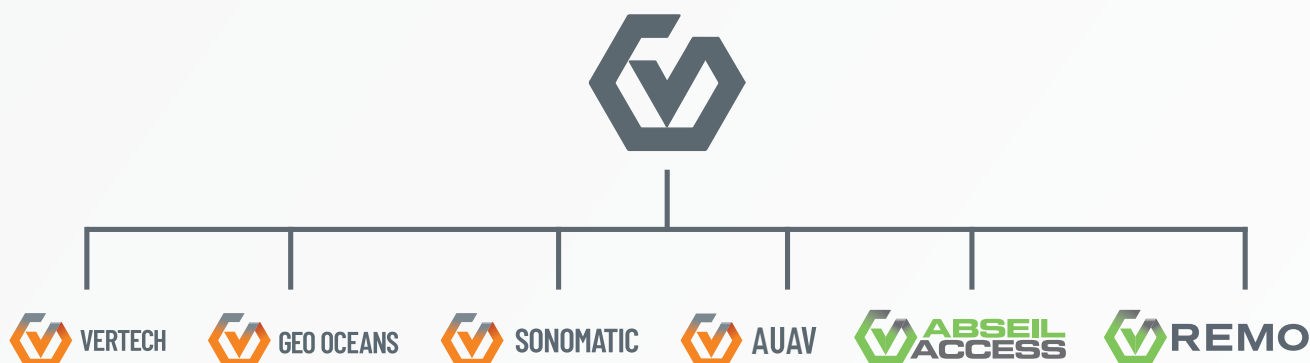 VERTECH
GEO OCEANS
SONOMATIC
AUAV
ABSEIL
ACCESS
REMO